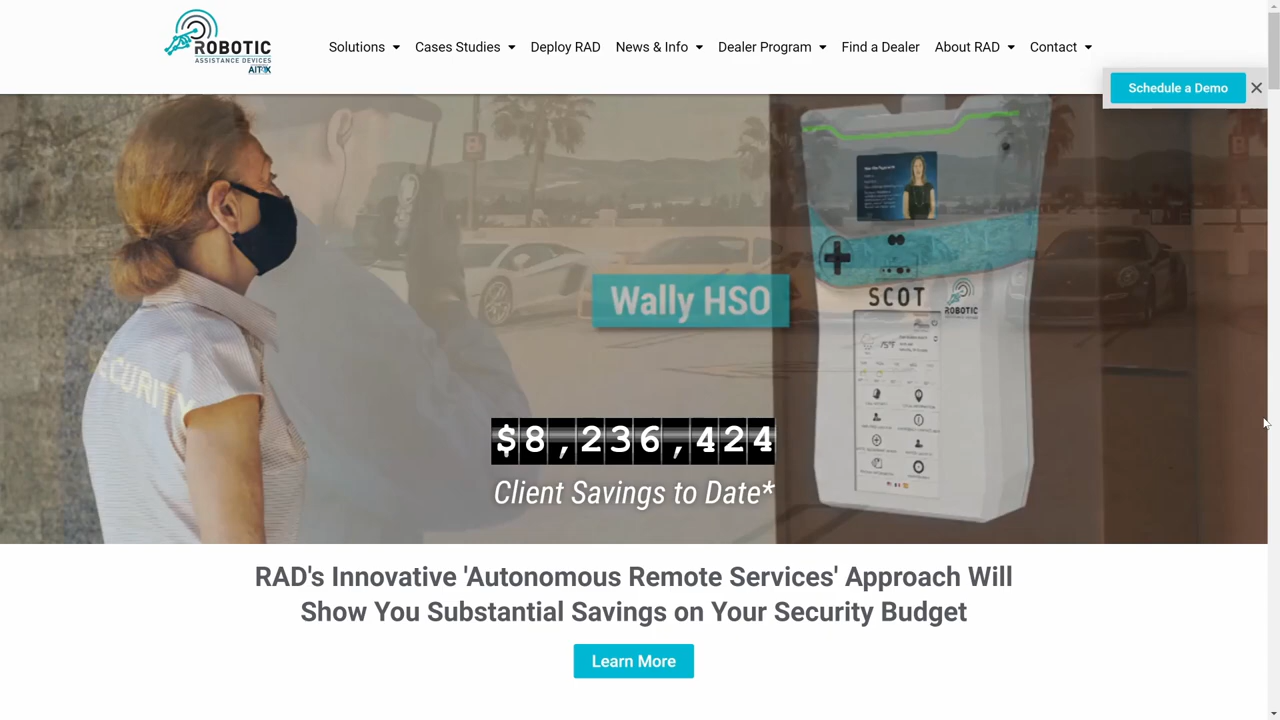 ROBOTIC
ASSISTANCE DEVICES
AITX
Solutions
Cases Studies
Deploy RAD
News & Info
Dealer Program
Find a Dealer
About RAD
Contact
Schedule a Demo
SECURITY
Wally HSO
SCOT
ROBOTIC
75°F
$8,236,424
Client Savings to Date*
RAD's Innovative 'Autonomous Remote Services' Approach Will
Show You Substantial Savings on Your Security Budget
Learn More